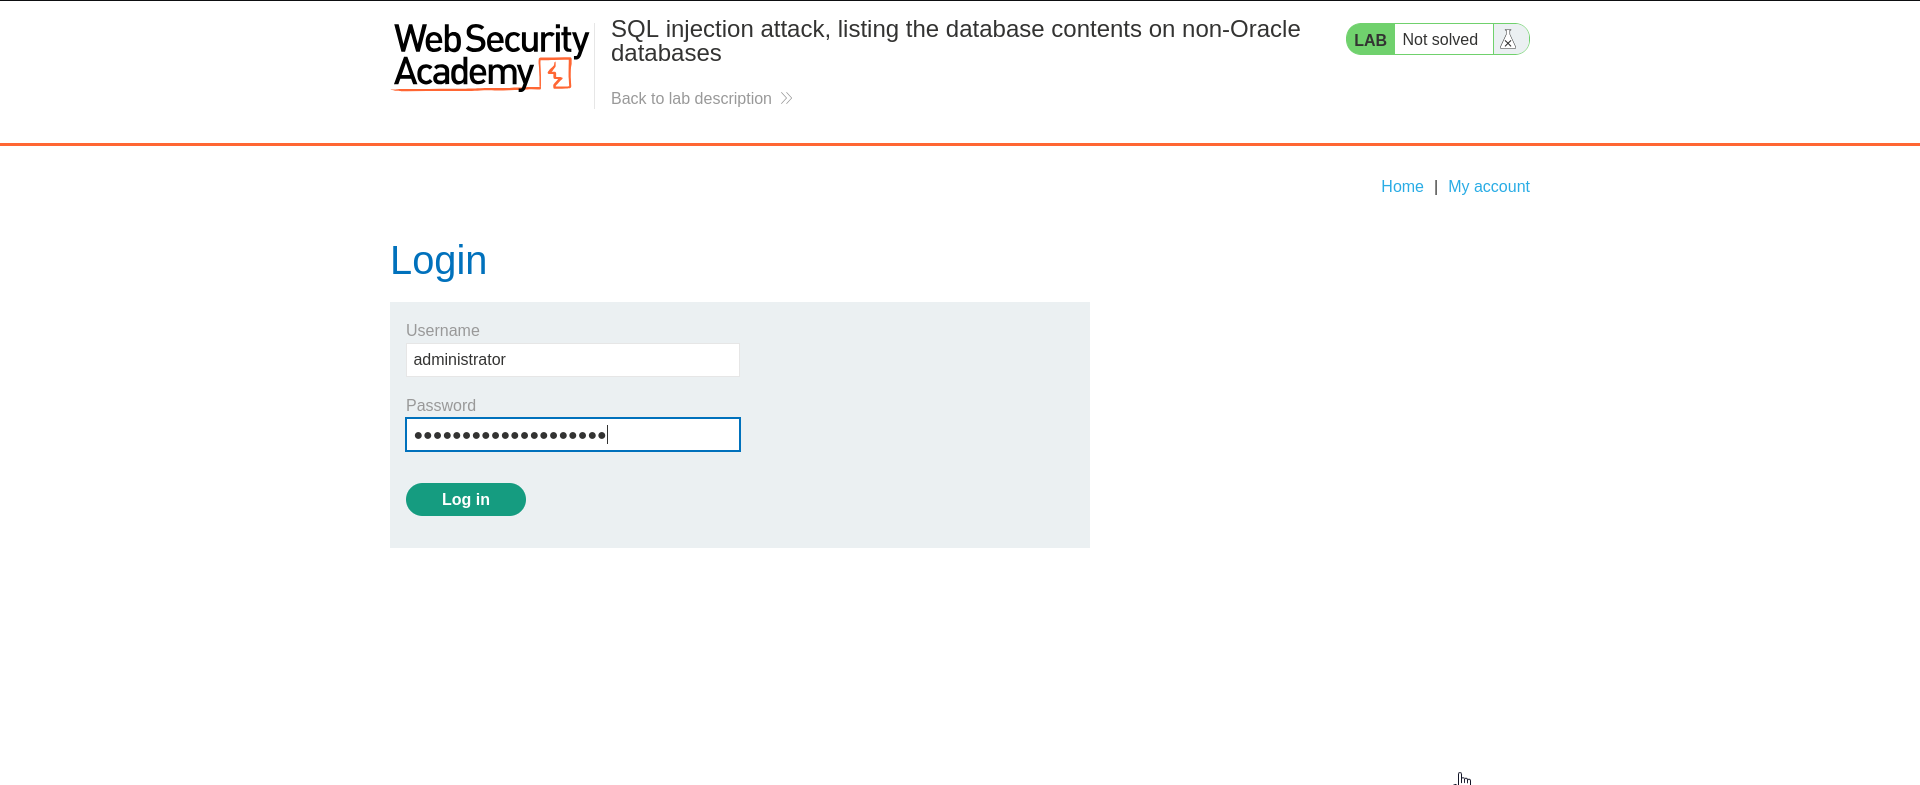 Web Security
Academy
SQL injection attack, listing the database contents on non-Oracle
databases
Back to lab description
LAB Not solved
Home | My account
Login
Username
administrator
Password
Log in